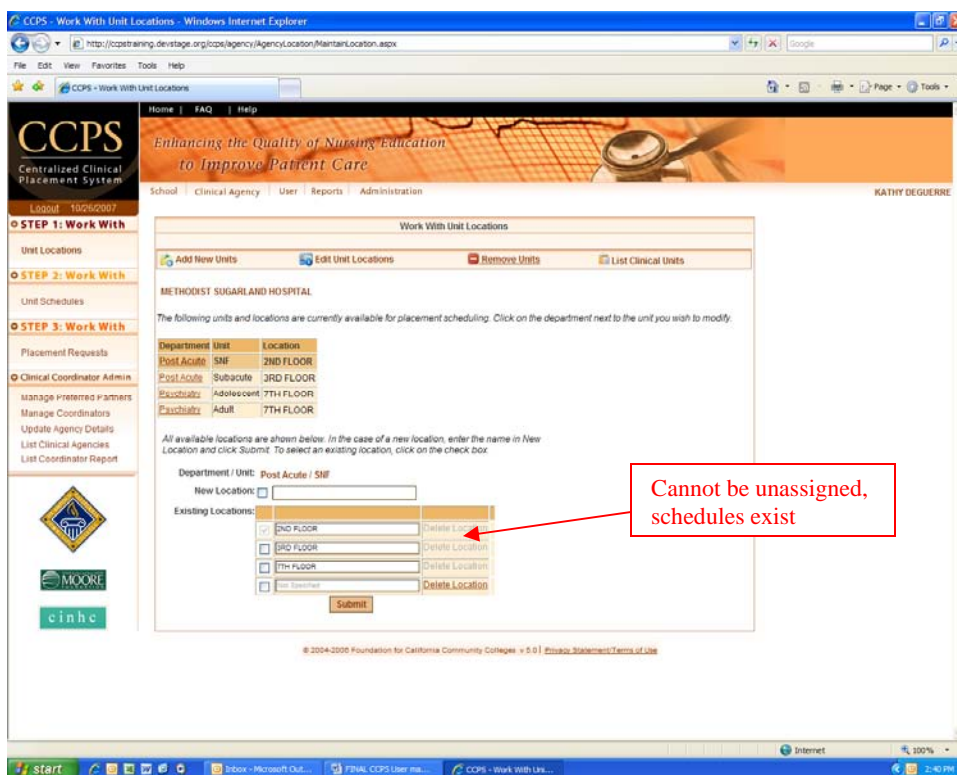 CCPS - Work With Unit Locations - Windows Internet Explorer
http://ccpstraining.devstage.org/ccps/agency/AgencyLocation/MaintainLocation.aspx
Google
File Edit View Favorites Tools Help
CCPS - Work With Unit Locations
Page Tools
Home | FAQ | Help
CCPS
Centralized Clinical
Placement System
Enhancing the Quality of Nursing Education
to Improve Patient Care
School Clinical Agency User Reports Administration
KATHY DEGUERRE
Logout 10/26/2007
STEP 1: Work With
Unit Locations
STEP 2: Work With
Unit Schedules
STEP 3: Work With
Placement Requests
Clinical Coordinator Admin
Manage Preferred Partners
Manage Coordinators
Update Agency Details
List Clinical Agencies
List Coordinator Report
MOORE
cinhc
Work With Unit Locations
Add New Units Edit Unit Locations Remove Units List Clinical Units
METHODIST SUGARLAND HOSPITAL
The following units and locations are currently available for placement scheduling. Click on the department next to the unit you wish to modify.
Department Unit Location
Post Acute SNF 2ND FLOOR
Post Acute Subacute 3RD FLOOR
Psychiatry Adolescent 7TH FLOOR
Psychiatry Adult 7TH FLOOR
All available locations are shown below. In the case of a new location, enter the name in New
Location and click Submit. To select an existing location, click on the check box
Department / Unit: Post Acute / SNF
New Location:
Existing Locations:
2ND FLOOR Delete Location
3RD FLOOR Delete Location
7TH FLOOR Delete Location
Not Specified Delete Location
Submit
Cannot be unassigned,
schedules exist
© 2004-2006 Foundation for California Community Colleges v 5.0 | Privacy Statement/Terms of Use
Internet 100%
start Inbox - Microsoft Out... FINAL CCPS User ma... CCPS - Work With Uni... 2:40 PM